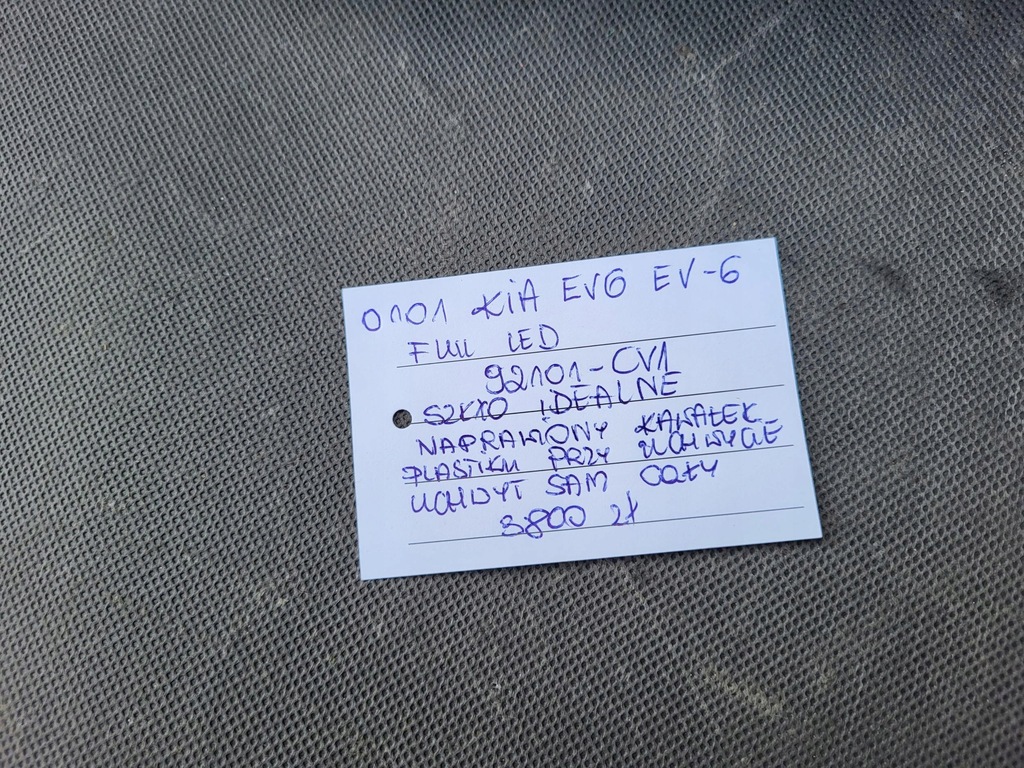 0101 KIA EV6 EV-6
FULL LED
92101-CV1
SZKŁO IDEALNE
NAPRAWIONY KAWAŁEK
PLASTIKU PRZY UCHWYCIE
UCHWYT SAM CAŁY
3800 zł